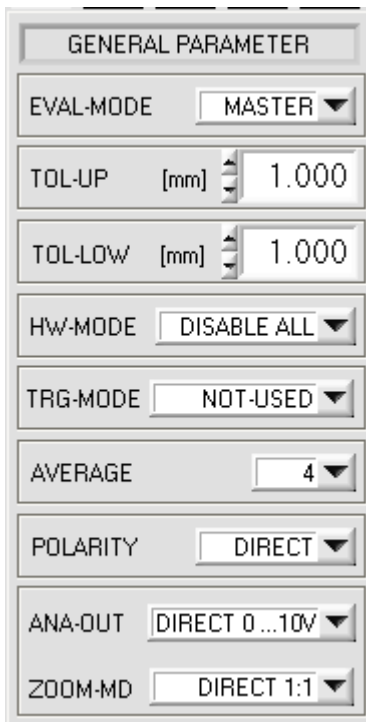 GENERAL PARAMETER
EVAL-MODE MASTER
TOL-UP [mm] 1.000
TOL-LOW [mm] 1.000
HW-MODE DISABLE ALL
TRG-MODE NOT-USED
AVERAGE 4
POLARITY DIRECT
ANA-OUT DIRECT 0 ...10V
ZOOM-MD DIRECT 1:1